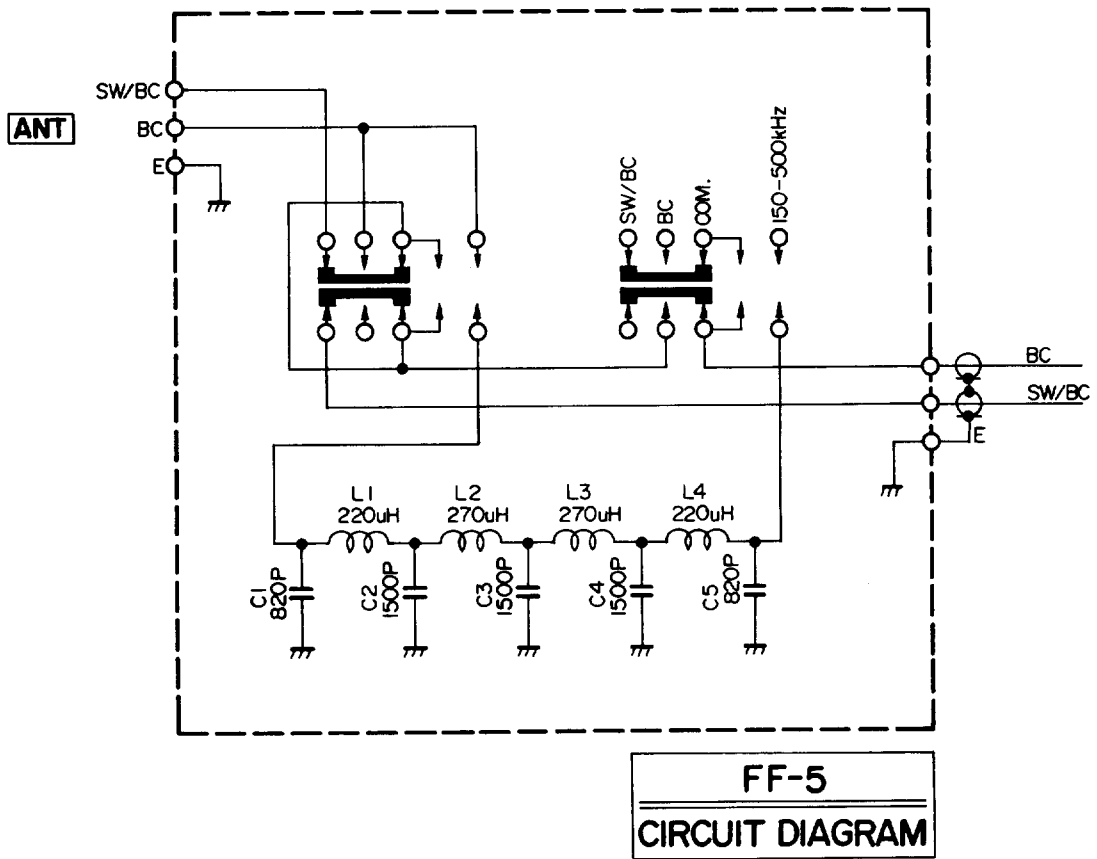 SW/BC
ANT
BC
E
SW/BC
BC
COM.
150-500kHz
BC
SW/BC
E
L1
220uH
L2
270uH
L3
270uH
L4
220uH
C1
820P
C2
1500P
C3
1500P
C4
1500P
C5
820P
FF-5
CIRCUIT DIAGRAM